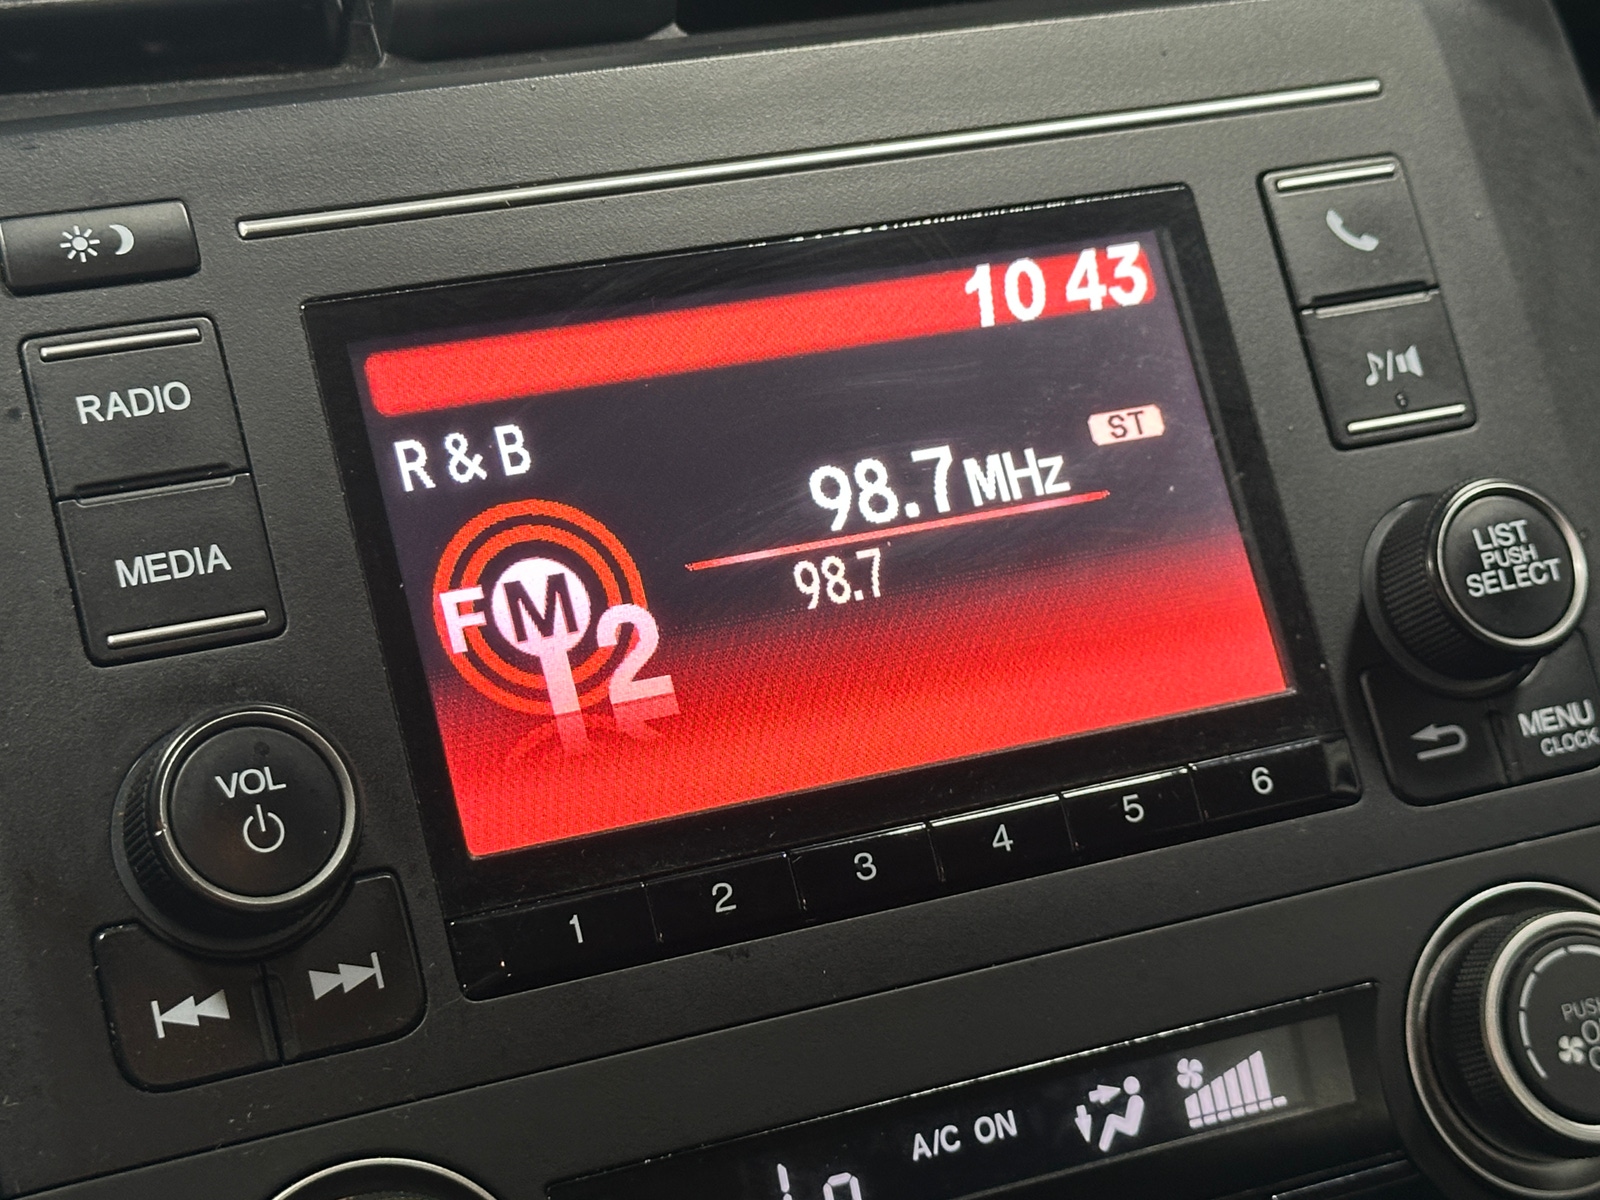 10 43
RADIO
R & B
ST
98.7 MHz
98.7
FM
2
MEDIA
LIST
PUSH
SELECT
MENU
CLOCK
VOL
1 2 3 4 5 6
PUSH
A/C ON